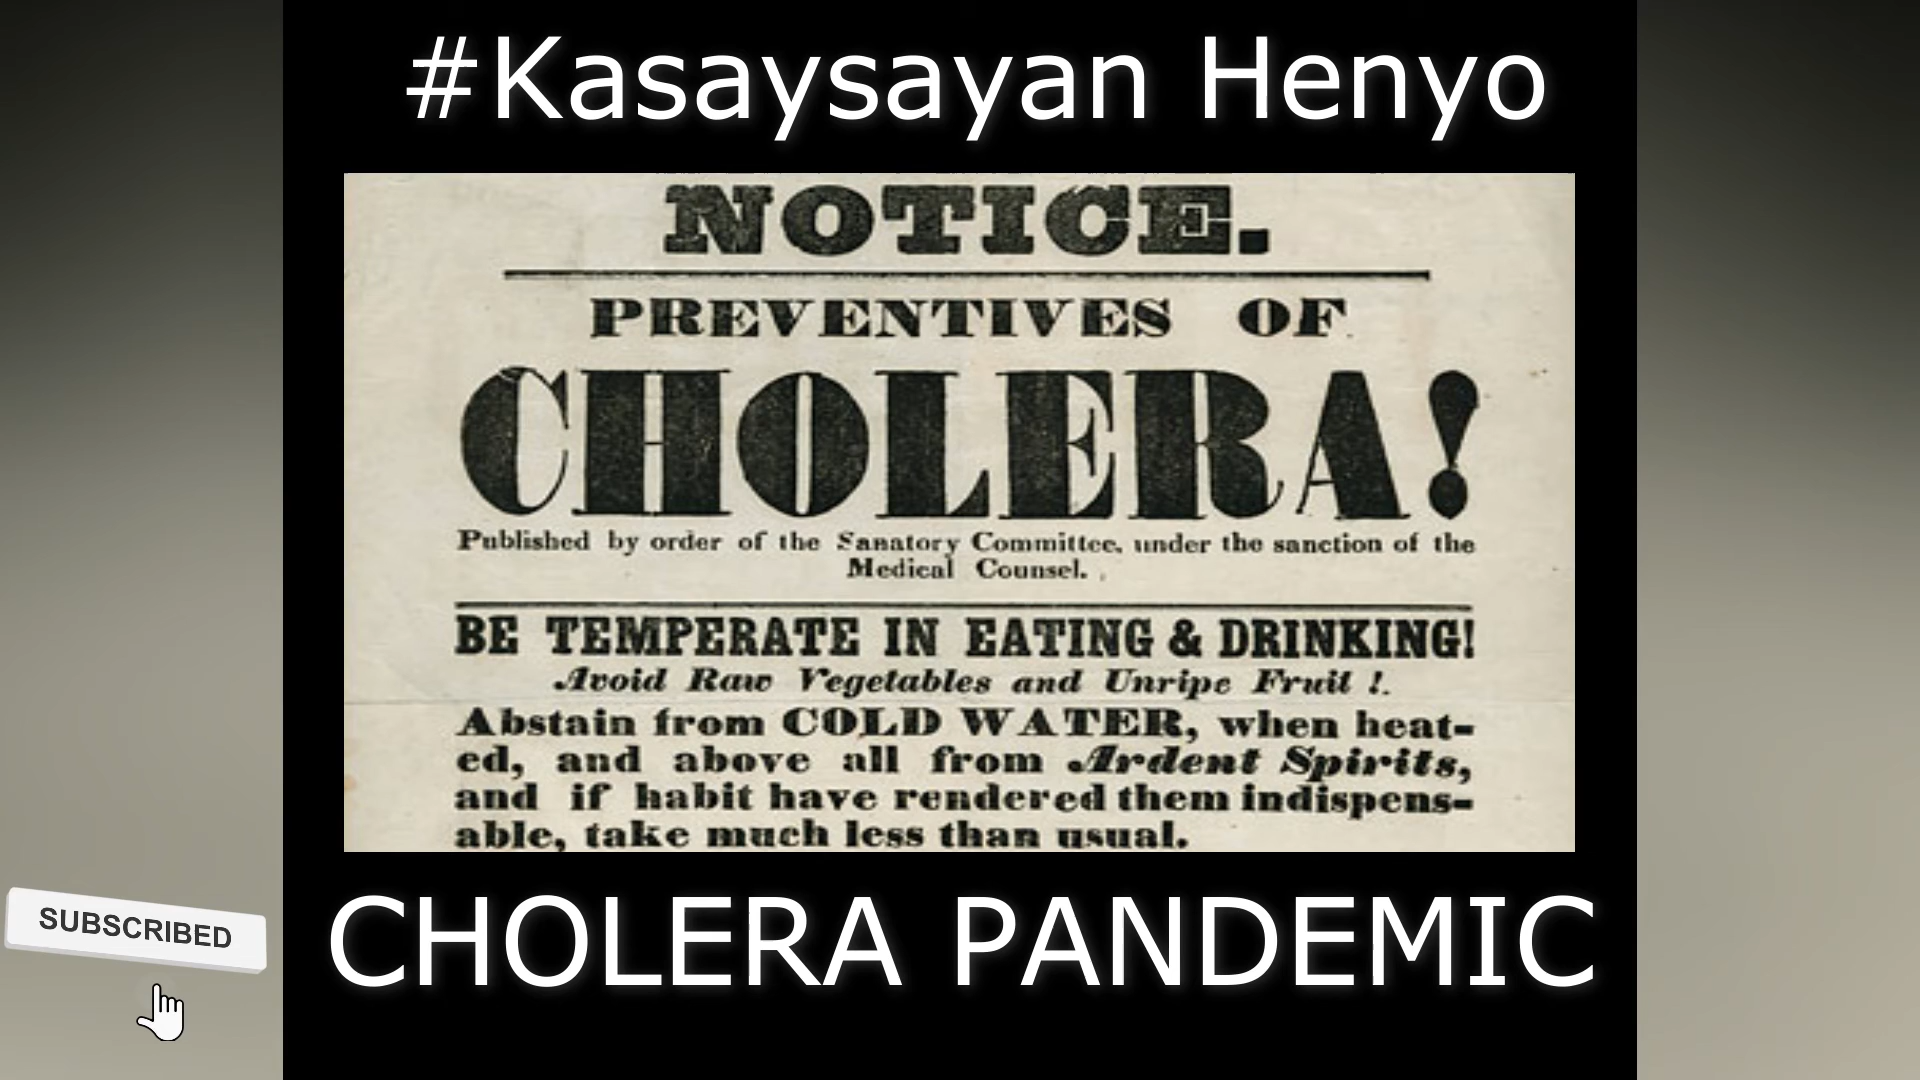 #Kasaysayan Henyo
NOTICE.
PREVENTIVES OF
CHOLERA!
Published by order of the Sanatory Committee, under the sanction of the
Medical Counsel.
BE TEMPERATE IN EATING & DRINKING!
Avoid Raw Vegetables and Unripe Fruit !.
Abstain from COLD WATER, when heat-
ed, and above all from Ardent Spirits,
and if habit have rendered them indispens-
able, take much less than usual.
SUBSCRIBED
CHOLERA PANDEMIC